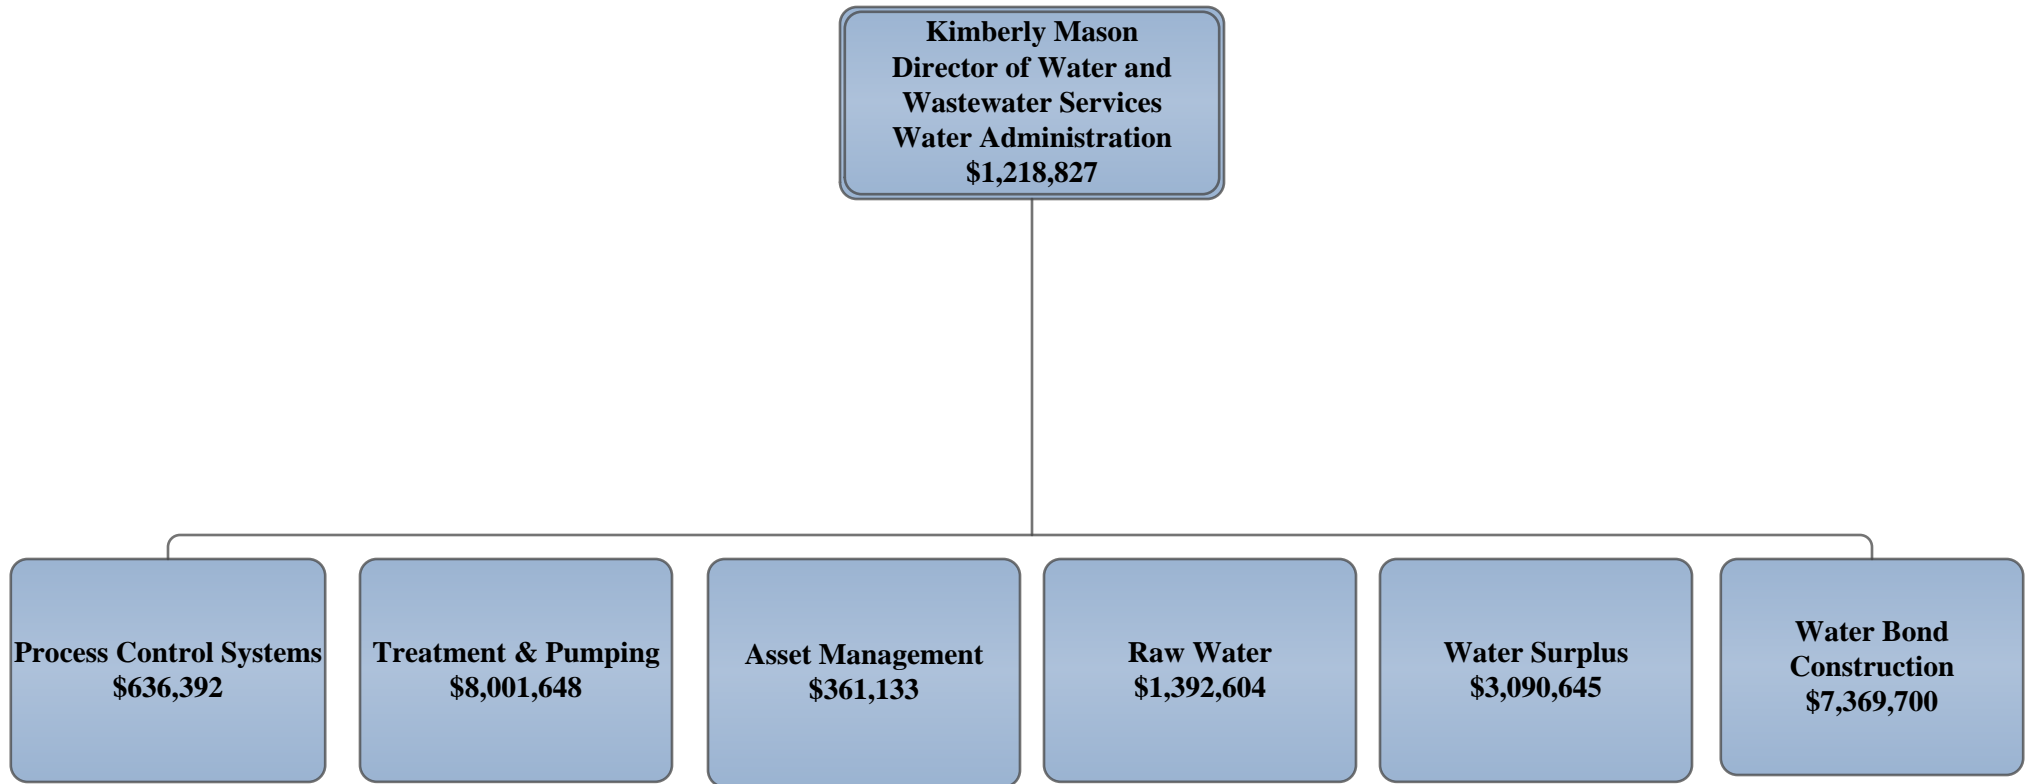 Kimberly Mason
Director of Water and
Wastewater Services
Water Administration
$1,218,827
Process Control Systems
$636,392
Treatment & Pumping
$8,001,648
Asset Management
$361,133
Raw Water
$1,392,604
Water Surplus
$3,090,645
Water Bond
Construction
$7,369,700